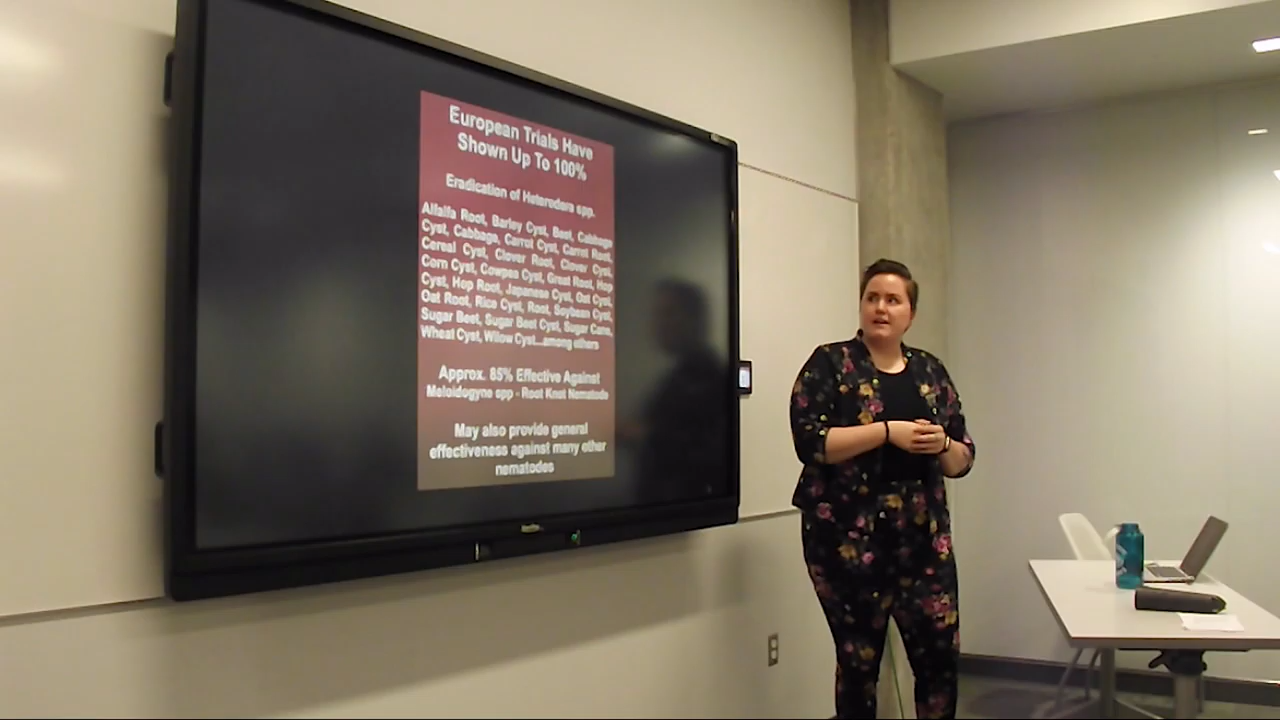 European Trials Have
Shown Up To 100%
Eradication of Heterodera spp.
Alfalfa Root, Barley Cyst, Beet, Cabbage
Cyst, Cabbage, Carrot Cyst, Carrot Root,
Cereal Cyst, Clover Root, Clover Cyst,
Corn Cyst, Cowpea Cyst, Great Root, Hop
Cyst, Hop Root, Japanese Cyst, Oat Cyst,
Oat Root, Rice Cyst, Root, Soybean Cyst,
Sugar Beet, Sugar Beet Cyst, Sugar Cane,
Wheat Cyst, Willow Cyst...among others
Approx. 85% Effective Against
Meloidogyne spp - Root Knot Nematode
May also provide general
effectiveness against many other
nematodes